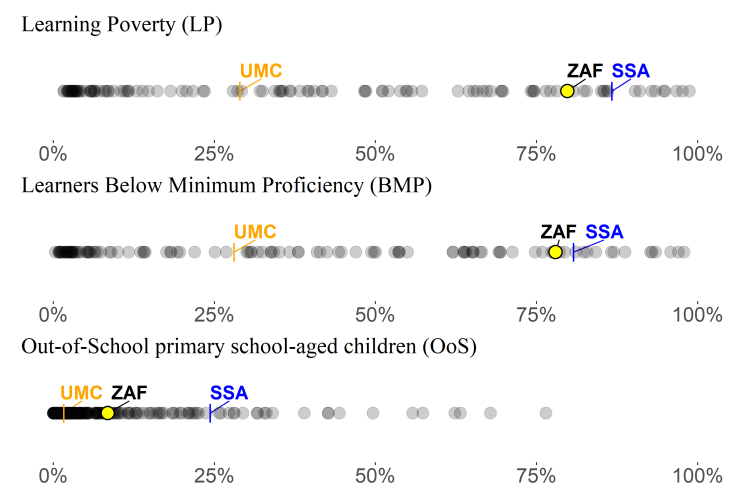 Learning Poverty (LP)
UMC ZAF SSA
0% 25% 50% 75% 100%
Learners Below Minimum Proficiency (BMP)
UMC ZAF SSA
0% 25% 50% 75% 100%
Out-of-School primary school-aged children (OoS)
UMC ZAF SSA
0% 25% 50% 75% 100%